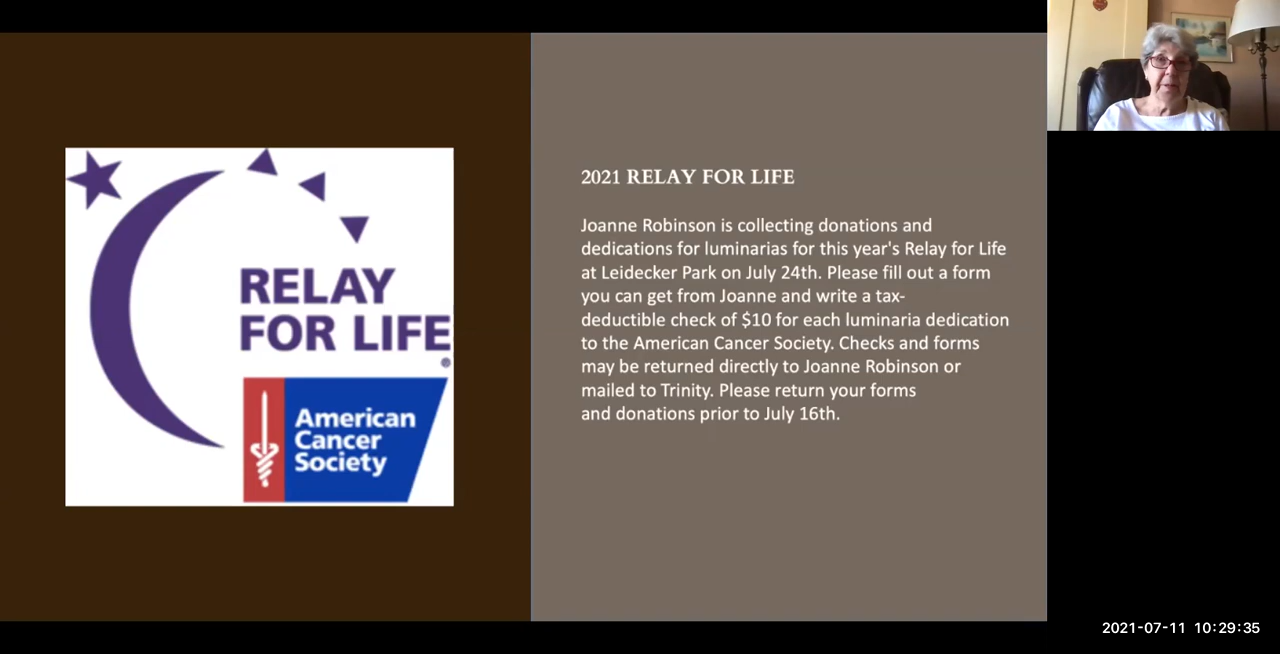 RELAY
FOR LIFE
®
American
Cancer
Society
2021 RELAY FOR LIFE
Joanne Robinson is collecting donations and
dedications for luminarias for this year's Relay for Life
at Leidecker Park on July 24th. Please fill out a form
you can get from Joanne and write a tax-
deductible check of $10 for each luminaria dedication
to the American Cancer Society. Checks and forms
may be returned directly to Joanne Robinson or
mailed to Trinity. Please return your forms
and donations prior to July 16th.
2021-07-11 10:29:35